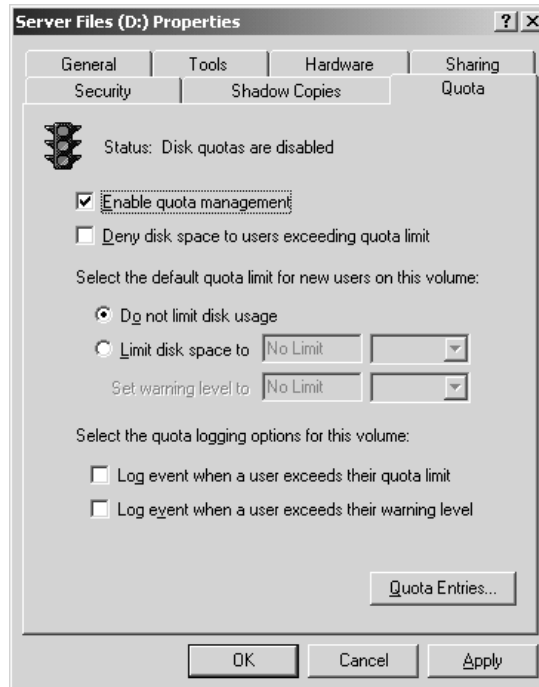 Server Files (D:) Properties
General Tools Hardware Sharing
Security Shadow Copies Quota
Status: Disk quotas are disabled
Enable quota management
Deny disk space to users exceeding quota limit
Select the default quota limit for new users on this volume:
Do not limit disk usage
Limit disk space to No Limit
Set warning level to No Limit
Select the quota logging options for this volume:
Log event when a user exceeds their quota limit
Log event when a user exceeds their warning level
Quota Entries...
OK Cancel Apply